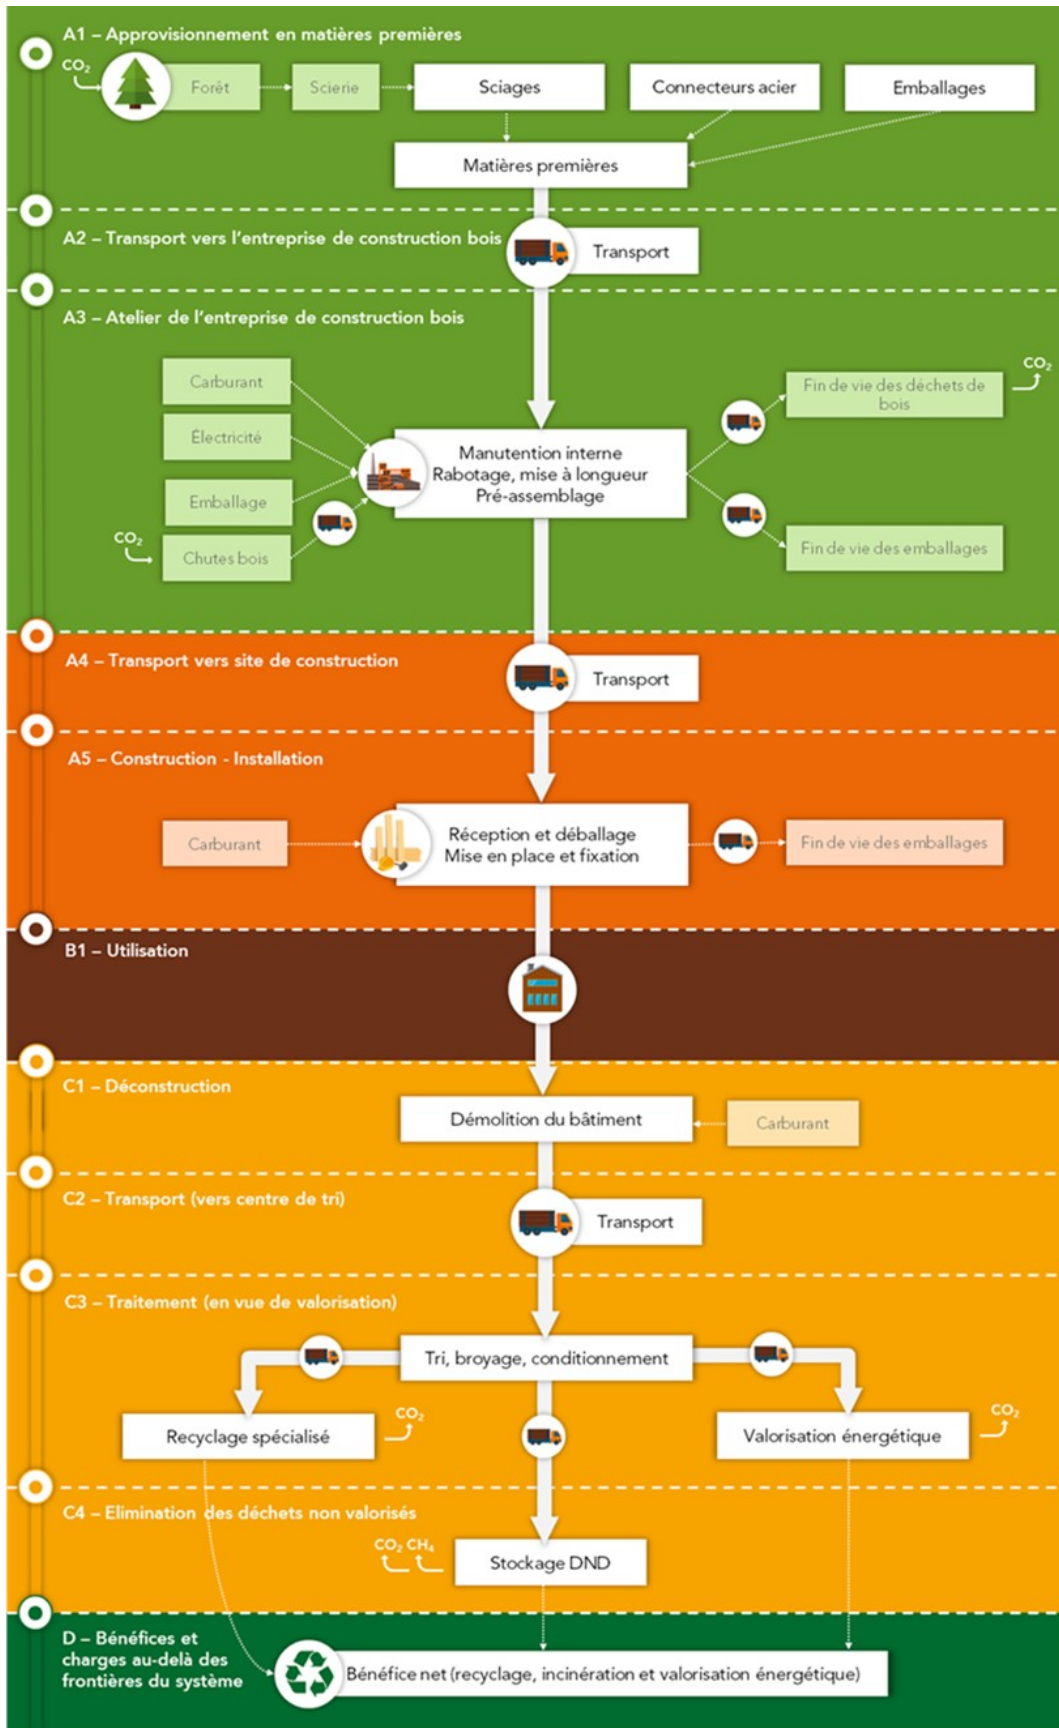 A1 – Approvisionnement en matières premières
CO₂
Forêt
Scierie
Sciages
Connecteurs acier
Emballages
Matières premières
A2 – Transport vers l'entreprise de construction bois
Transport
A3 – Atelier de l'entreprise de construction bois
Carburant
Électricité
Emballage
CO₂
Chutes bois
Manutention interne
Rabotage, mise à longueur
Pré-assemblage
CO₂
Fin de vie des déchets de
bois
Fin de vie des emballages
A4 – Transport vers site de construction
Transport
A5 – Construction - Installation
Carburant
Réception et déballage
Mise en place et fixation
Fin de vie des emballages
B1 – Utilisation
C1 – Déconstruction
Démolition du bâtiment
Carburant
C2 – Transport (vers centre de tri)
Transport
C3 – Traitement (en vue de valorisation)
Tri, broyage, conditionnement
Recyclage spécialisé
CO₂
Valorisation énergétique
CO₂
C4 – Elimination des déchets non valorisés
CO₂ CH₄
Stockage DND
D – Bénéfices et
charges au-delà des
frontières du système
Bénéfice net (recyclage, incinération et valorisation énergétique)